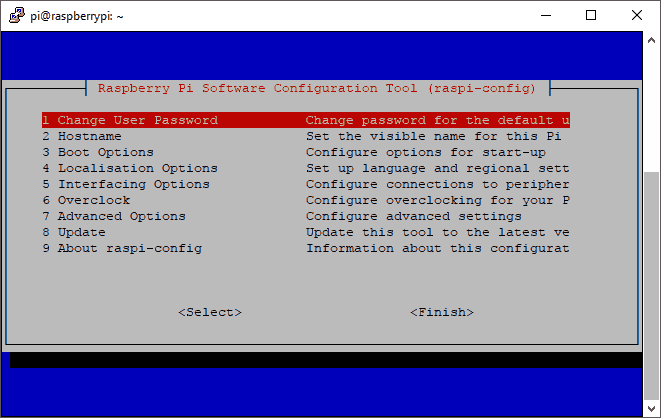 pi@raspberrypi: ~
Raspberry Pi Software Configuration Tool (raspi-config)
1 Change User Password Change password for the default u
2 Hostname Set the visible name for this Pi
3 Boot Options Configure options for start-up
4 Localisation Options Set up language and regional sett
5 Interfacing Options Configure connections to peripher
6 Overclock Configure overclocking for your P
7 Advanced Options Configure advanced settings
8 Update Update this tool to the latest ve
9 About raspi-config Information about this configurat
<Select> <Finish>